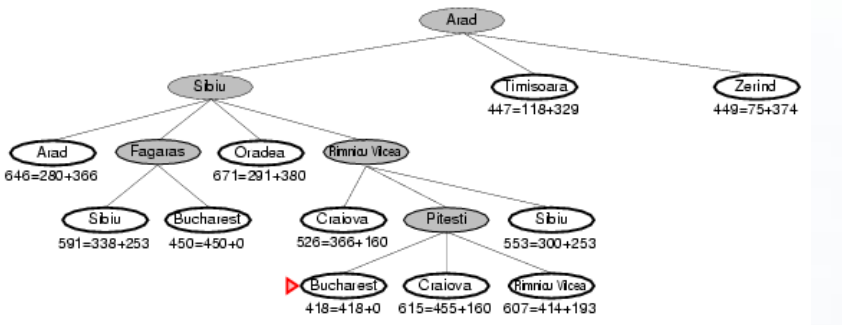 Arad
Sibiu
Timisoara
Zerind
447=118+329
449=75+374
Arad
Fagaras
Oradea
Rimnicu Vilcea
646=280+366
671=291+380
Sibiu
Bucharest
Craiova
Pitesti
Sibiu
591=338+253
450=450+0
526=366+160
553=300+253
Bucharest
Craiova
Rimnicu Vilcea
418=418+0
615=455+160
607=414+193